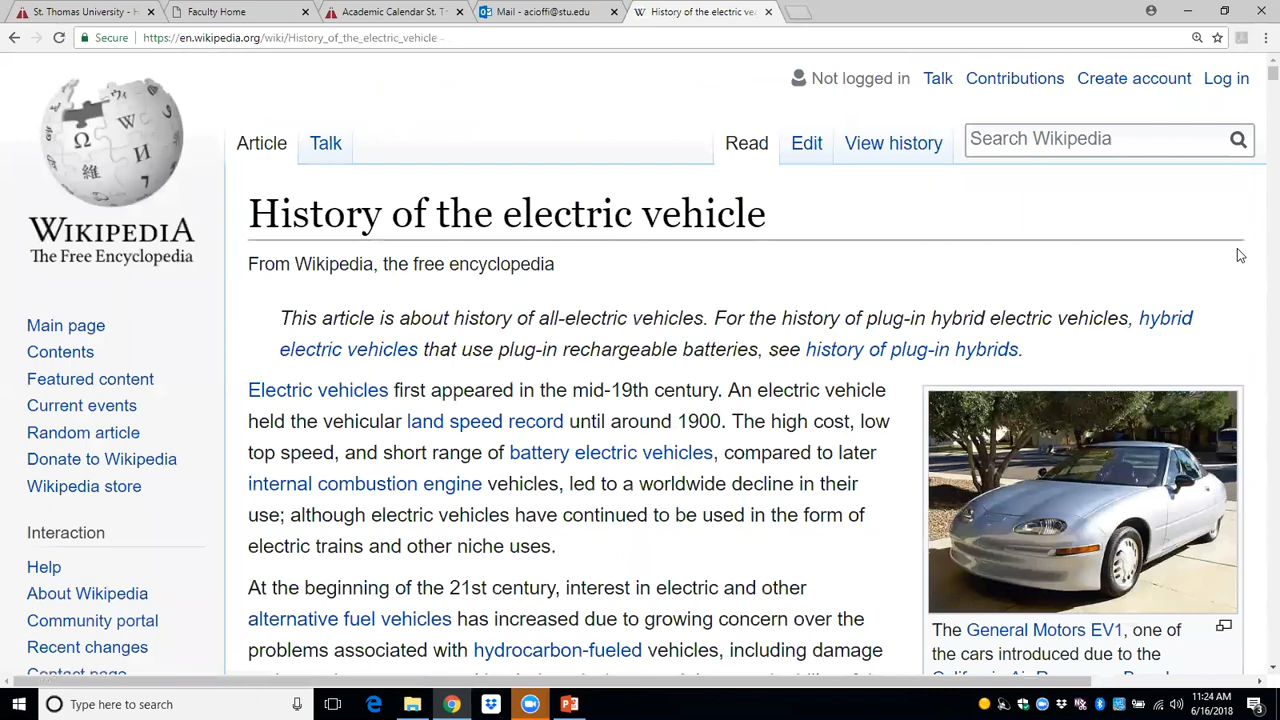 St. Thomas University - H
Faculty Home
Academic Calendar St. T
Mail - acioffi@stu.edu
History of the electric ve
Secure
https://en.wikipedia.org/wiki/History_of_the_electric_vehicle
Not logged in Talk Contributions Create account Log in
Article Talk Read Edit View history Search Wikipedia
WIKIPEDIA
The Free Encyclopedia
Main page
Contents
Featured content
Current events
Random article
Donate to Wikipedia
Wikipedia store
Interaction
Help
About Wikipedia
Community portal
Recent changes
Contact page
History of the electric vehicle
From Wikipedia, the free encyclopedia
This article is about history of all-electric vehicles. For the history of plug-in hybrid electric vehicles, hybrid
electric vehicles that use plug-in rechargeable batteries, see history of plug-in hybrids.
Electric vehicles first appeared in the mid-19th century. An electric vehicle
held the vehicular land speed record until around 1900. The high cost, low
top speed, and short range of battery electric vehicles, compared to later
internal combustion engine vehicles, led to a worldwide decline in their
use; although electric vehicles have continued to be used in the form of
electric trains and other niche uses.
At the beginning of the 21st century, interest in electric and other
alternative fuel vehicles has increased due to growing concern over the
problems associated with hydrocarbon-fueled vehicles, including damage
The General Motors EV1, one of
the cars introduced due to the
Type here to search
11:24 AM
6/16/2018